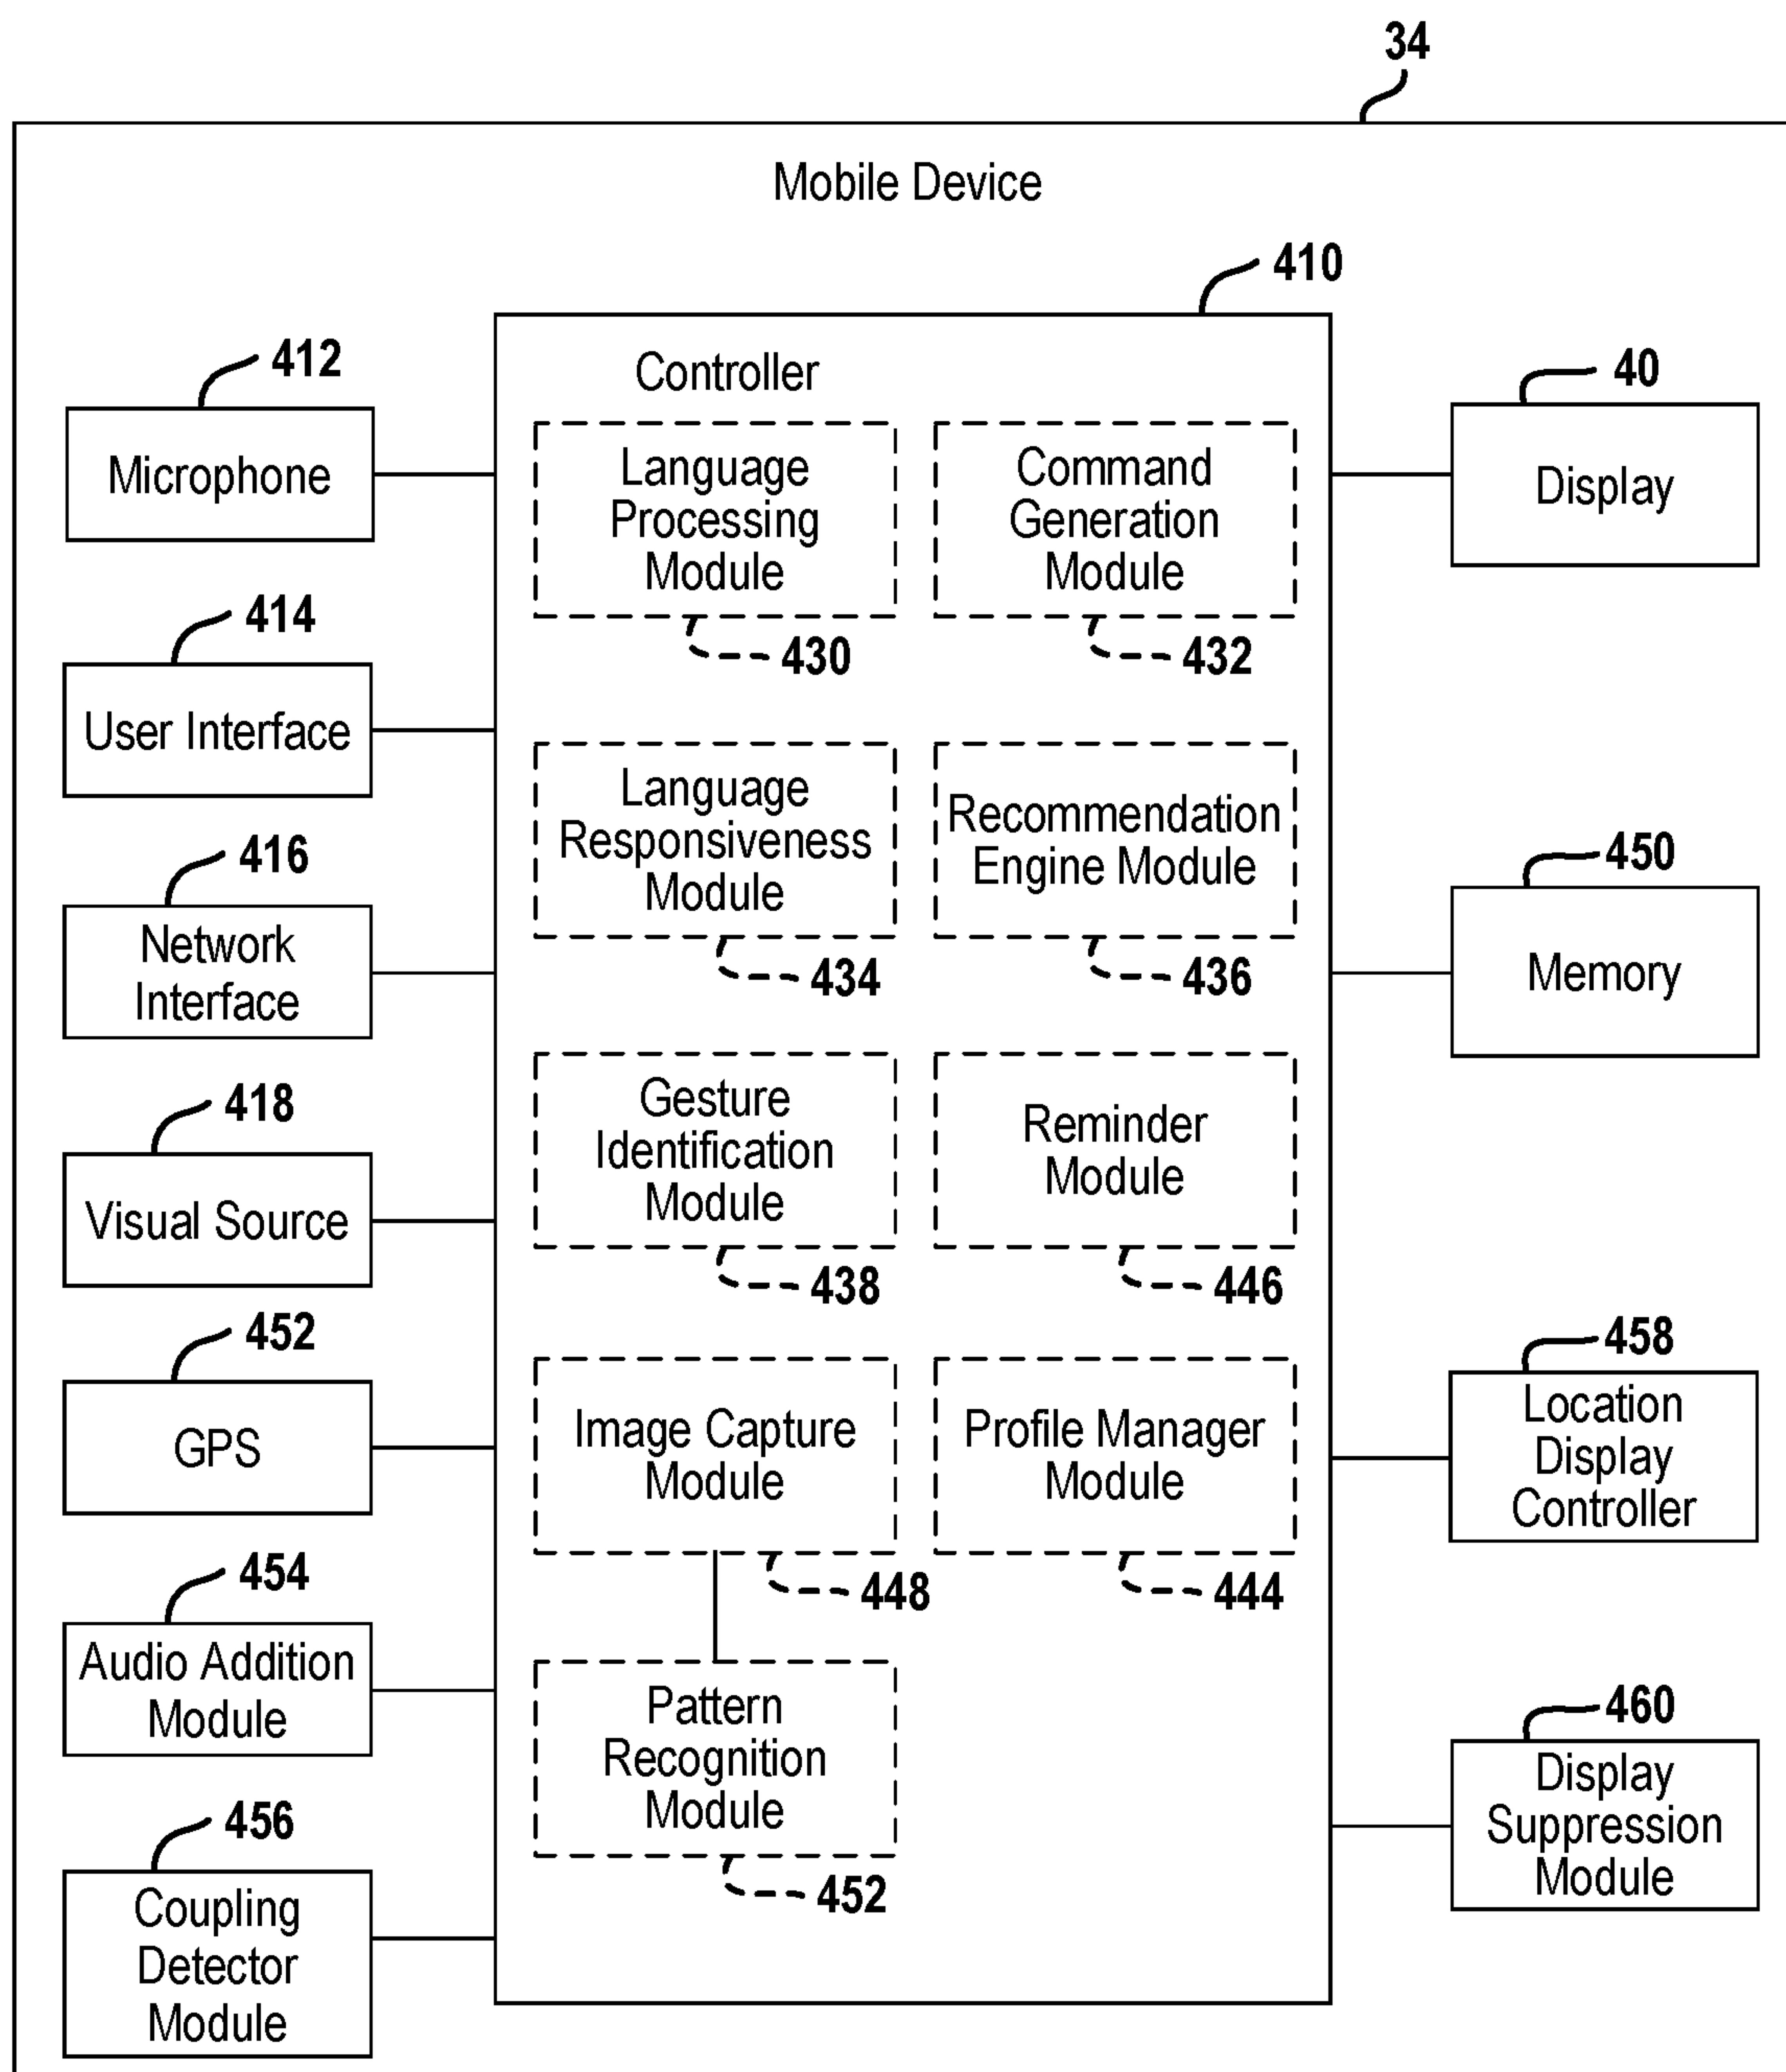 34
Mobile Device
410
412
Microphone
414
User Interface
416
Network
Interface
418
Visual Source
452
GPS
454
Audio Addition
Module
456
Coupling
Detector
Module
Controller
Language
Processing
Module
430
Command
Generation
Module
432
Language
Responsiveness
Module
434
Recommendation
Engine Module
436
Gesture
Identification
Module
438
Reminder
Module
446
Image Capture
Module
448
Profile Manager
Module
444
Pattern
Recognition
Module
452
40
Display
450
Memory
458
Location
Display
Controller
460
Display
Suppression
Module